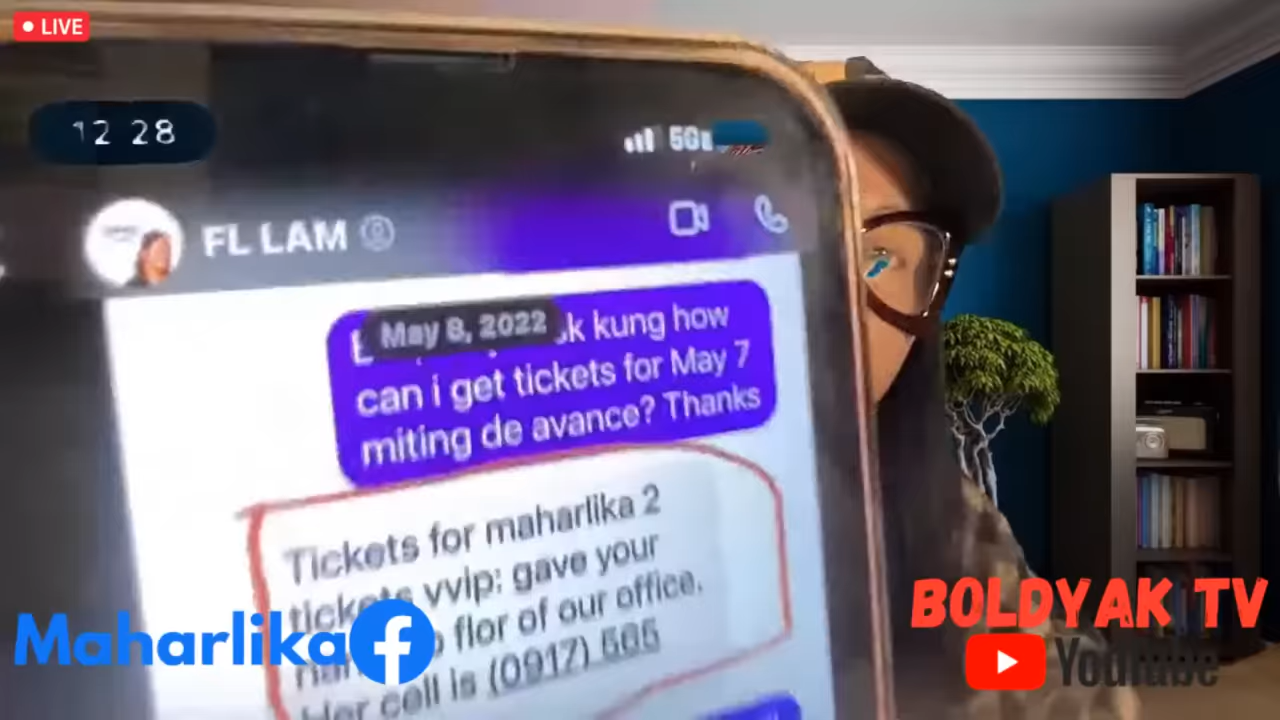 LIVE
12 28
5G
FL LAM
May 8, 2022
k kung how
can i get tickets for May 7
miting de avance? Thanks
Tickets for maharlika 2
tickets vvip: gave your
flor of our office.
Her cell is (0917) 565
Maharlika
BOLDYAK TV
YouTube